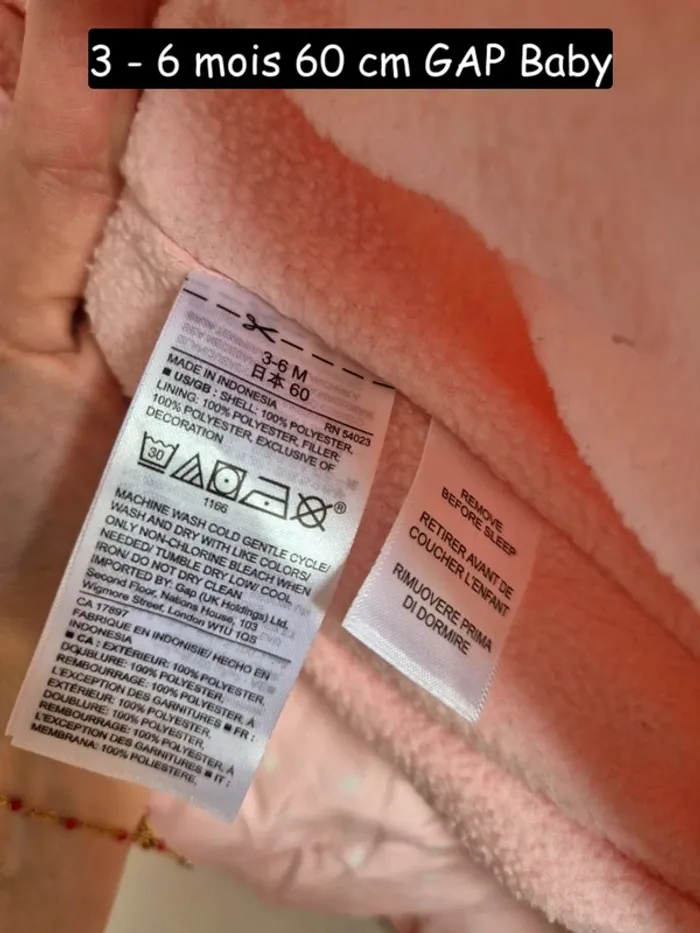 3 - 6 mois 60 cm GAP Baby
3-6 M
日本 60
MADE IN INDONESIA
RN 54023
■ US/GB : SHELL: 100% POLYESTER,
LINING: 100% POLYESTER, FILLER:
100% POLYESTER, EXCLUSIVE OF
DECORATION
30
®
1166
MACHINE WASH COLD GENTLE CYCLE/
WASH AND DRY WITH LIKE COLORS/
ONLY NON-CHLORINE BLEACH WHEN
NEEDED/ TUMBLE DRY LOW/ COOL
IRON/ DO NOT DRY CLEAN
IMPORTED BY: Gap (UK Holdings) Ltd.
Second Floor, Nations House, 103
Wigmore Street, London W1U 1QS
CA 17897
FABRIQUE EN INDONISIE/ HECHO EN
INDONESIA
■ CA : EXTÉRIEUR: 100% POLYESTER,
DOUBLURE: 100% POLYESTER,
REMBOURRAGE: 100% POLYESTER, À
L'EXCEPTION DES GARNITURES ■ FR :
EXTERIEUR: 100% POLYESTER,
DOUBLURE: 100% POLYESTER,
REMBOURRAGE: 100% POLYESTER, À
L'EXCEPTION DES GARNITURES ■ IT :
MEMBRANA: 100% POLIESTERE,
REMOVE
BEFORE SLEEP
RETIRER AVANT DE
COUCHER L'ENFANT
RIMUOVERE PRIMA
DI DORMIRE